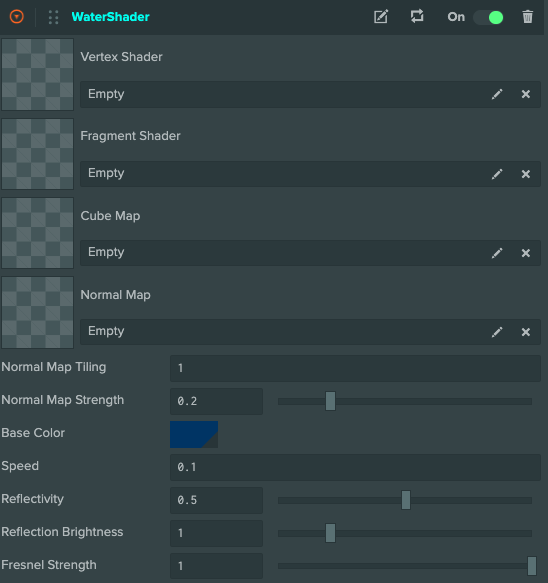 WaterShader On
Vertex Shader
Empty
Fragment Shader
Empty
Cube Map
Empty
Normal Map
Empty
Normal Map Tiling 1
Normal Map Strength 0.2
Base Color
Speed 0.1
Reflectivity 0.5
Reflection Brightness 1
Fresnel Strength 1